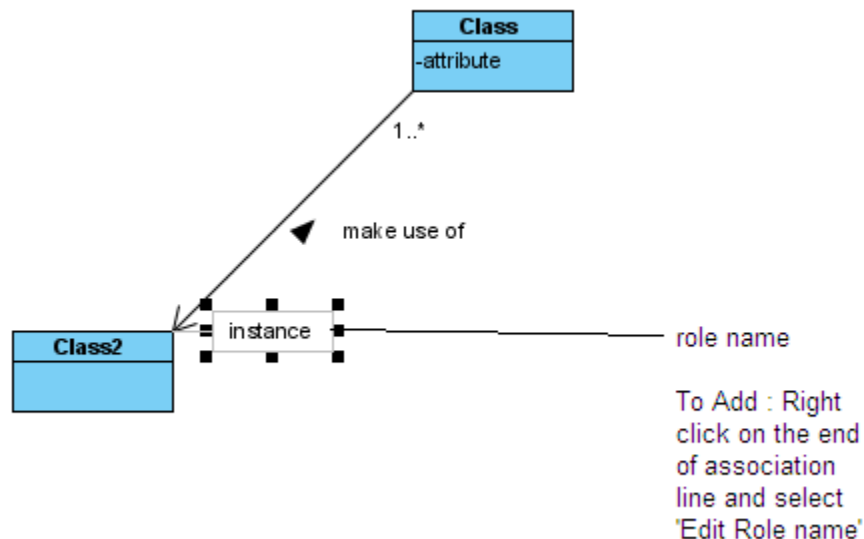 Class
-attribute
1..*
make use of
instance
Class2
role name
To Add : Right
click on the end
of association
line and select
'Edit Role name'